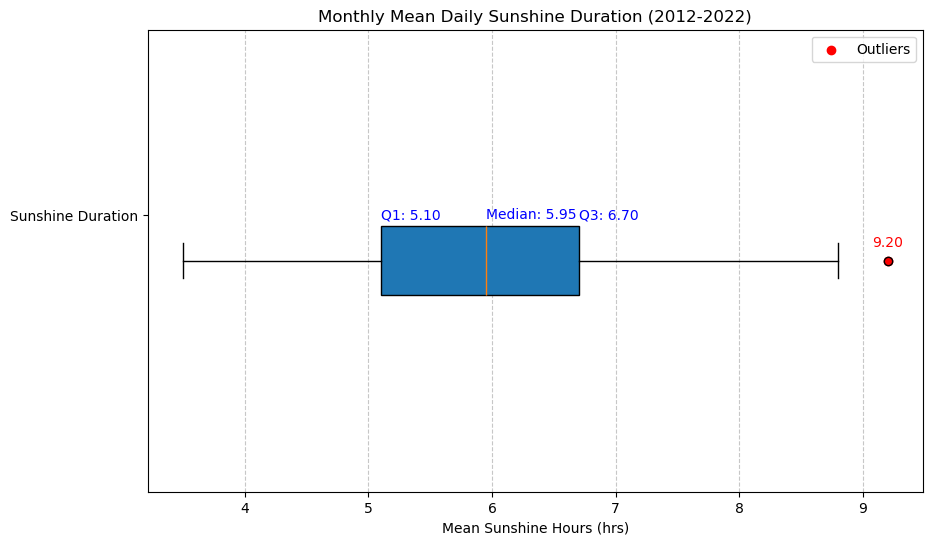 Monthly Mean Daily Sunshine Duration (2012-2022)
Outliers
Sunshine Duration
Q1: 5.10 Median: 5.95 Q3: 6.70
9.20
4 5 6 7 8 9
Mean Sunshine Hours (hrs)